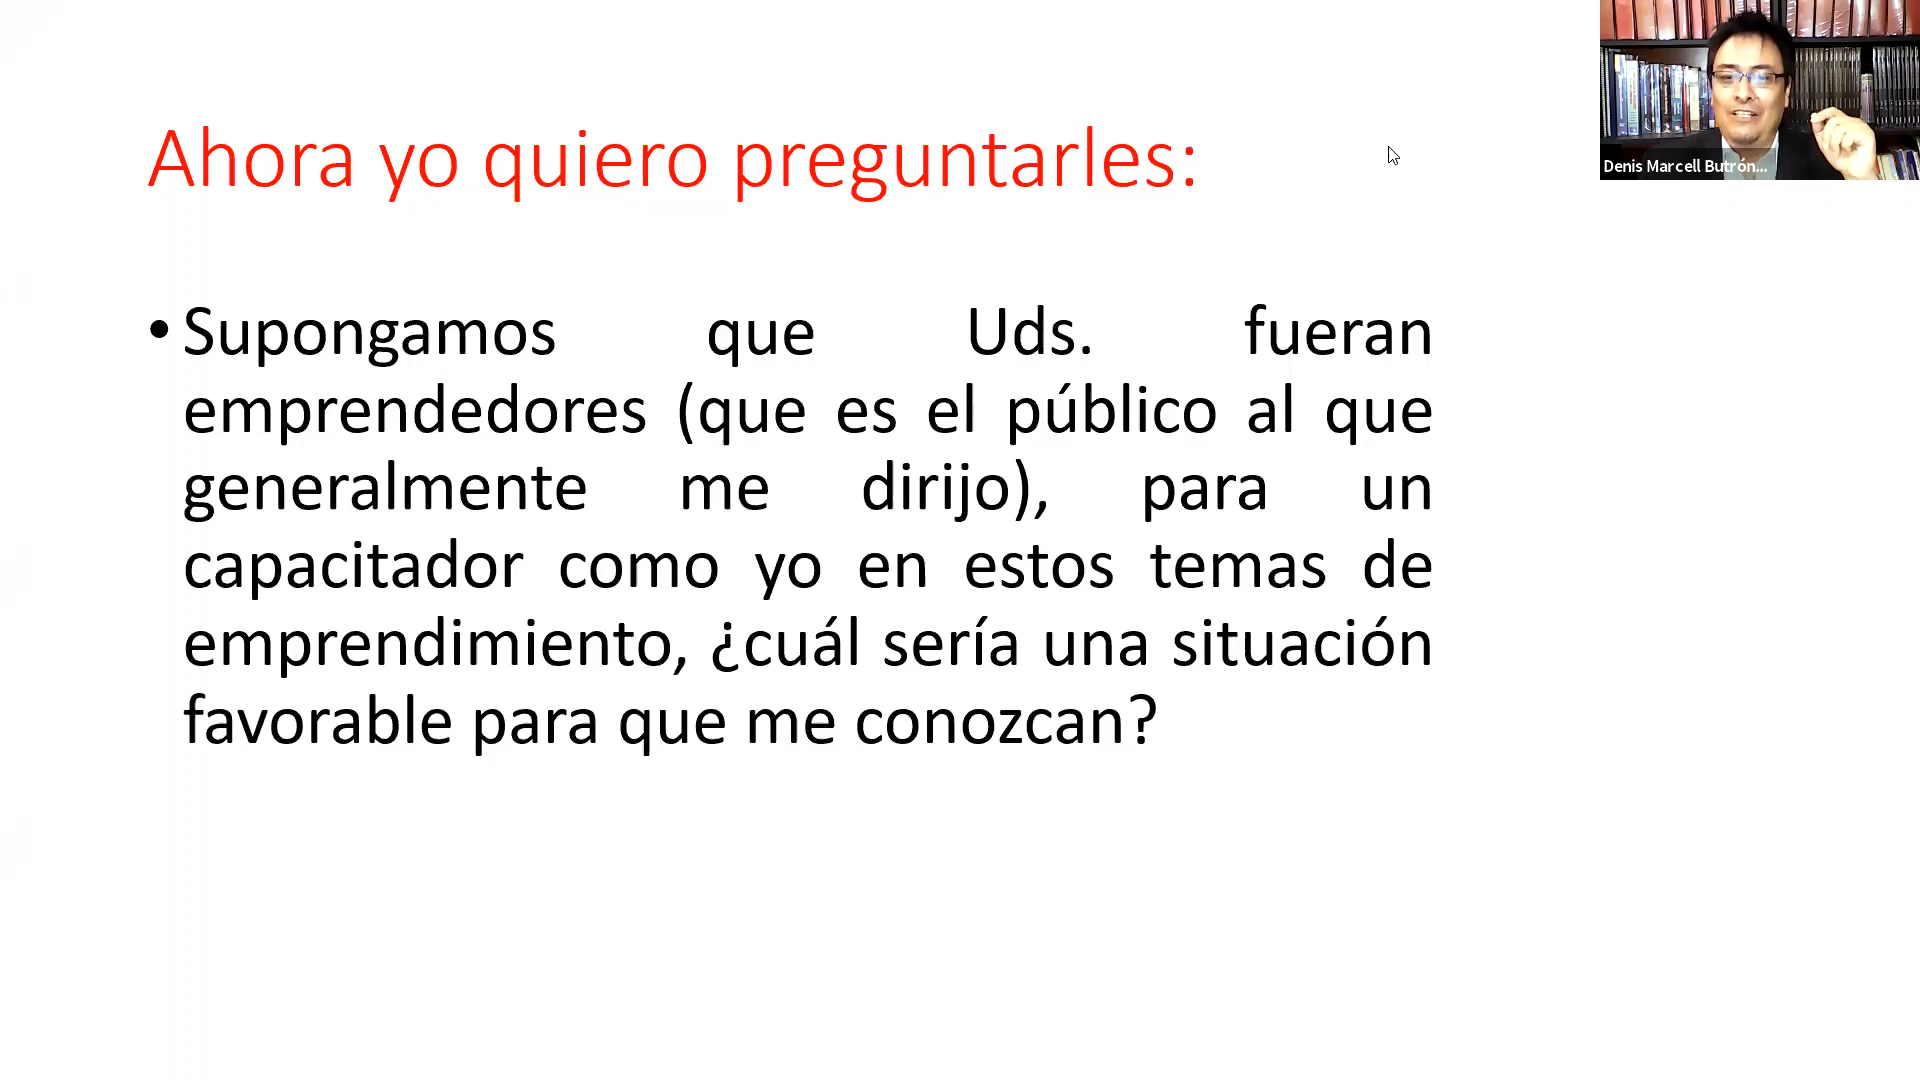 Ahora yo quiero preguntarles:
• Supongamos que Uds. fueran
emprendedores (que es el público al que
generalmente me dirijo), para un
capacitador como yo en estos temas de
emprendimiento, ¿cuál sería una situación
favorable para que me conozcan?
Denis Marcell Butrón...